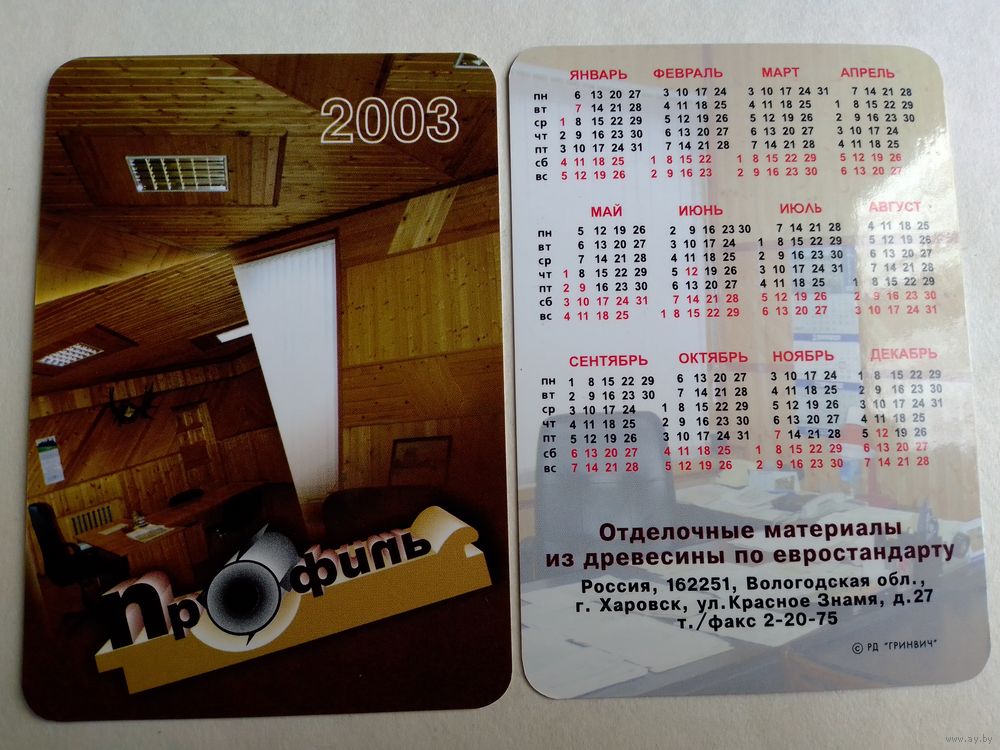 2003
Профиль
ЯНВАРЬ ФЕВРАЛЬ МАРТ АПРЕЛЬ
пн 6 13 20 27 3 10 17 24 3 10 17 24 31 7 14 21 28
вт 7 14 21 28 4 11 18 25 4 11 18 25 1 8 15 22 29
ср 1 8 15 22 29 5 12 19 26 5 12 19 26 2 9 16 23 30
чт 2 9 16 23 30 6 13 20 27 6 13 20 27 3 10 17 24
пт 3 10 17 24 31 7 14 21 28 7 14 21 28 4 11 18 25
сб 4 11 18 25 1 8 15 22 1 8 15 22 29 5 12 19 26
вс 5 12 19 26 2 9 16 23 2 9 16 23 30 6 13 20 27
МАЙ ИЮНЬ ИЮЛЬ АВГУСТ
пн 5 12 19 26 2 9 16 23 30 7 14 21 28 4 11 18 25
вт 6 13 20 27 3 10 17 24 1 8 15 22 29 5 12 19 26
ср 7 14 21 28 4 11 18 25 2 9 16 23 30 6 13 20 27
чт 1 8 15 22 29 5 12 19 26 3 10 17 24 31 7 14 21 28
пт 2 9 16 23 30 6 13 20 27 4 11 18 25 1 8 15 22 29
сб 3 10 17 24 31 7 14 21 28 5 12 19 26 2 9 16 23 30
вс 4 11 18 25 1 8 15 22 29 6 13 20 27 3 10 17 24 31
СЕНТЯБРЬ ОКТЯБРЬ НОЯБРЬ ДЕКАБРЬ
пн 1 8 15 22 29 6 13 20 27 3 10 17 24 1 8 15 22 29
вт 2 9 16 23 30 7 14 21 28 4 11 18 25 2 9 16 23 30
ср 3 10 17 24 1 8 15 22 29 5 12 19 26 3 10 17 24 31
чт 4 11 18 25 2 9 16 23 30 6 13 20 27 4 11 18 25
пт 5 12 19 26 3 10 17 24 31 7 14 21 28 5 12 19 26
сб 6 13 20 27 4 11 18 25 1 8 15 22 29 6 13 20 27
вс 7 14 21 28 5 12 19 26 2 9 16 23 30 7 14 21 28
Отделочные материалы
из древесины по евростандарту
Россия, 162251, Вологодская обл.,
г. Харовск, ул.Красное Знамя, д.27
т./факс 2-20-75
© РД "ГРИНВИЧ"
www.ay.by